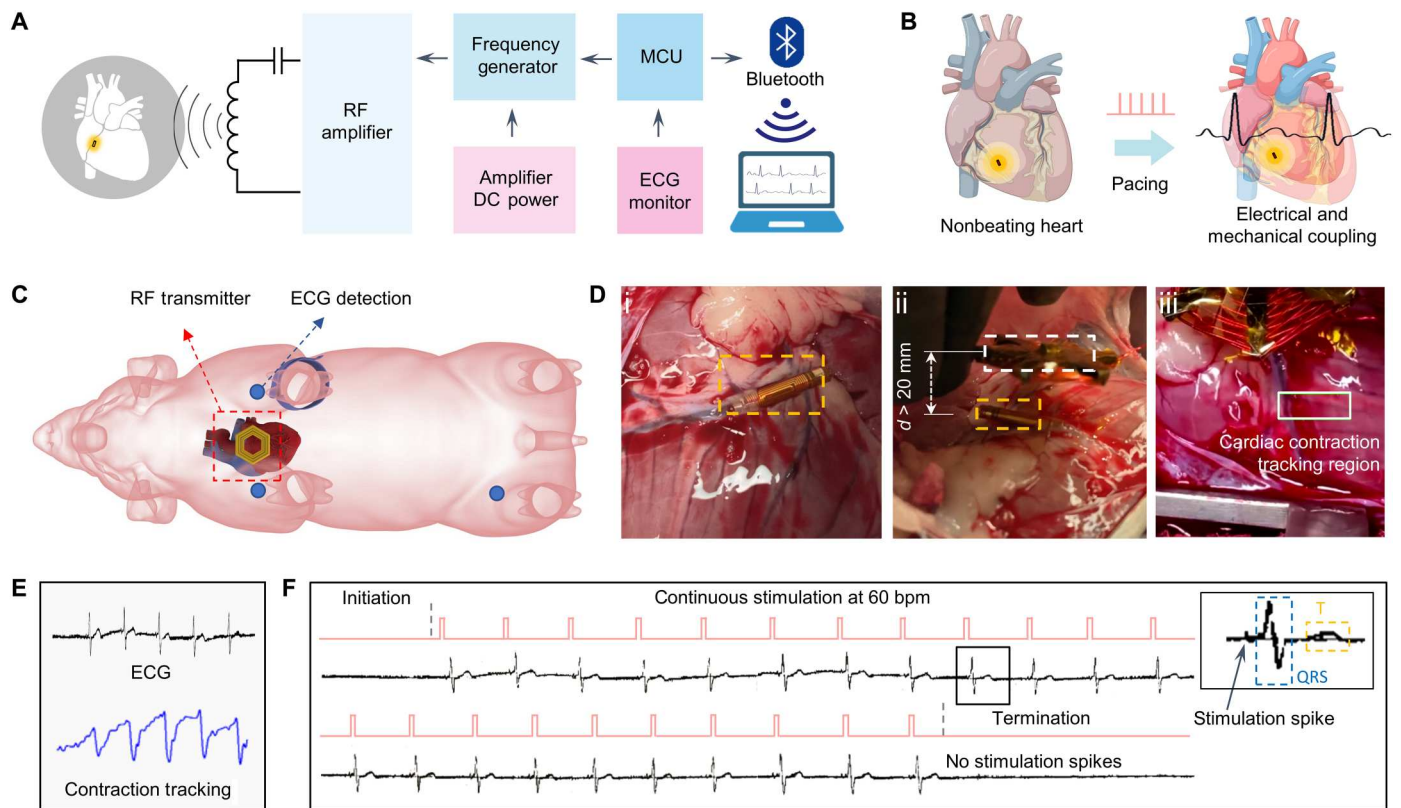 A
RF
amplifier
Frequency
generator
MCU
Bluetooth
Amplifier
DC power
ECG
monitor
B
Nonbeating heart
Pacing
Electrical and
mechanical coupling
C
RF transmitter
ECG detection
D
i
ii
d > 20 mm
iii
Cardiac contraction
tracking region
E
ECG
Contraction tracking
F
Initiation
Continuous stimulation at 60 bpm
T
QRS
Stimulation spike
Termination
No stimulation spikes